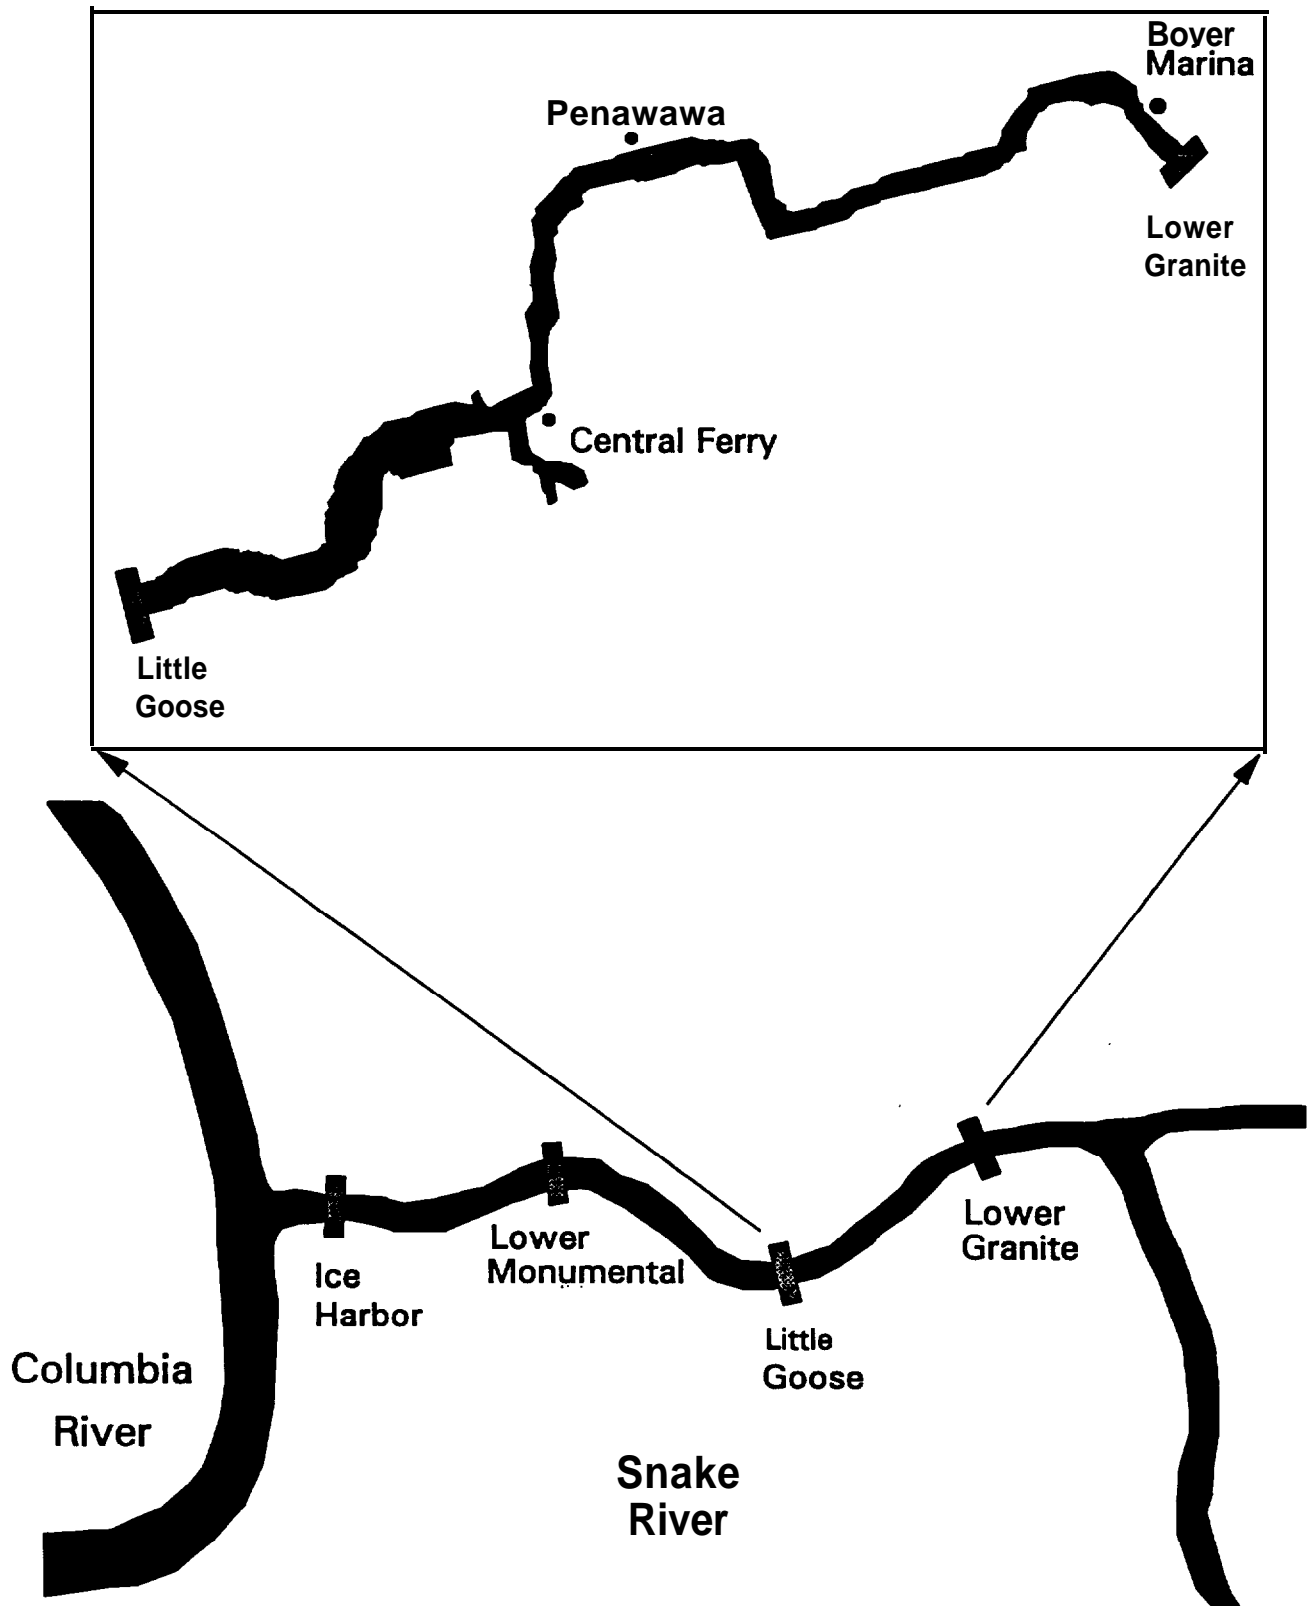 Boyer
Marina
Penawawa
Lower
Granite
Central Ferry
Little
Goose
Lower
Granite
Lower
Monumental
Ice
Harbor
Little
Goose
Columbia
River
Snake
River